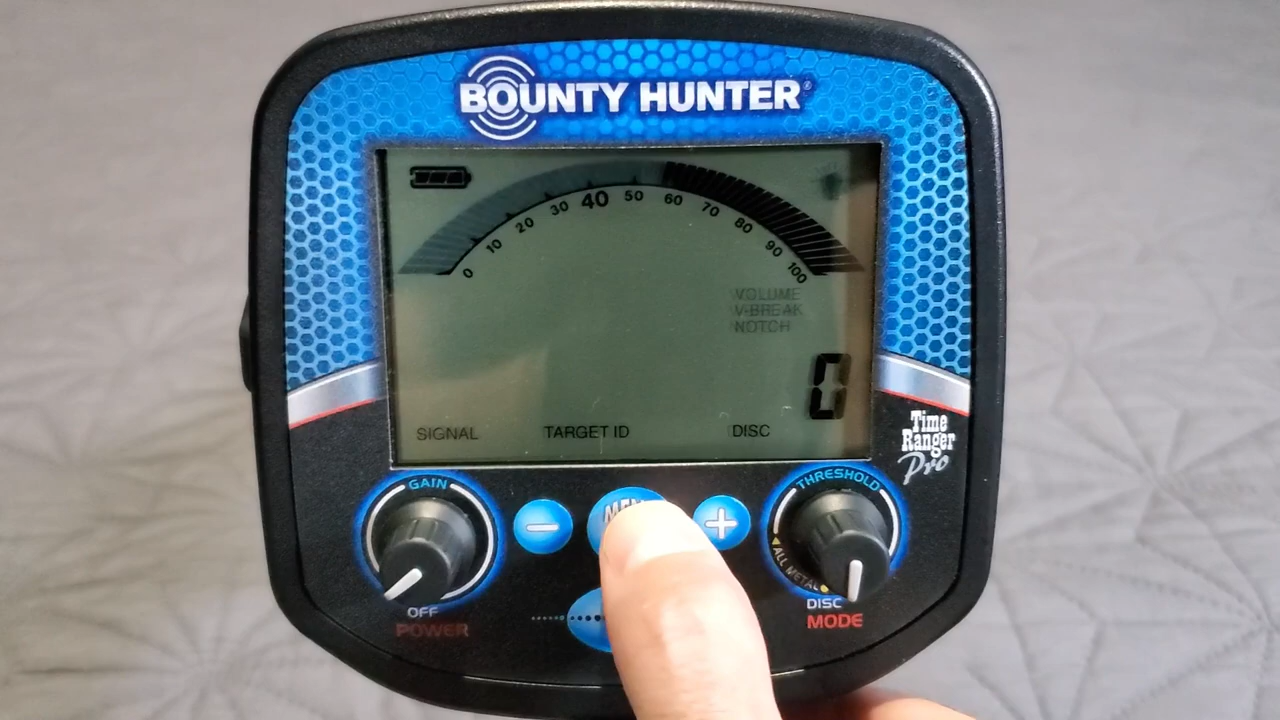 BOUNTY HUNTER
0 10 20 30 40 50 60 70 80 90 100
VOLUME
V-BREAK
NOTCH
0
SIGNAL TARGET ID DISC
Time
Ranger
Pro
GAIN
THRESHOLD
ALL METAL
OFF
POWER
DISC
MODE